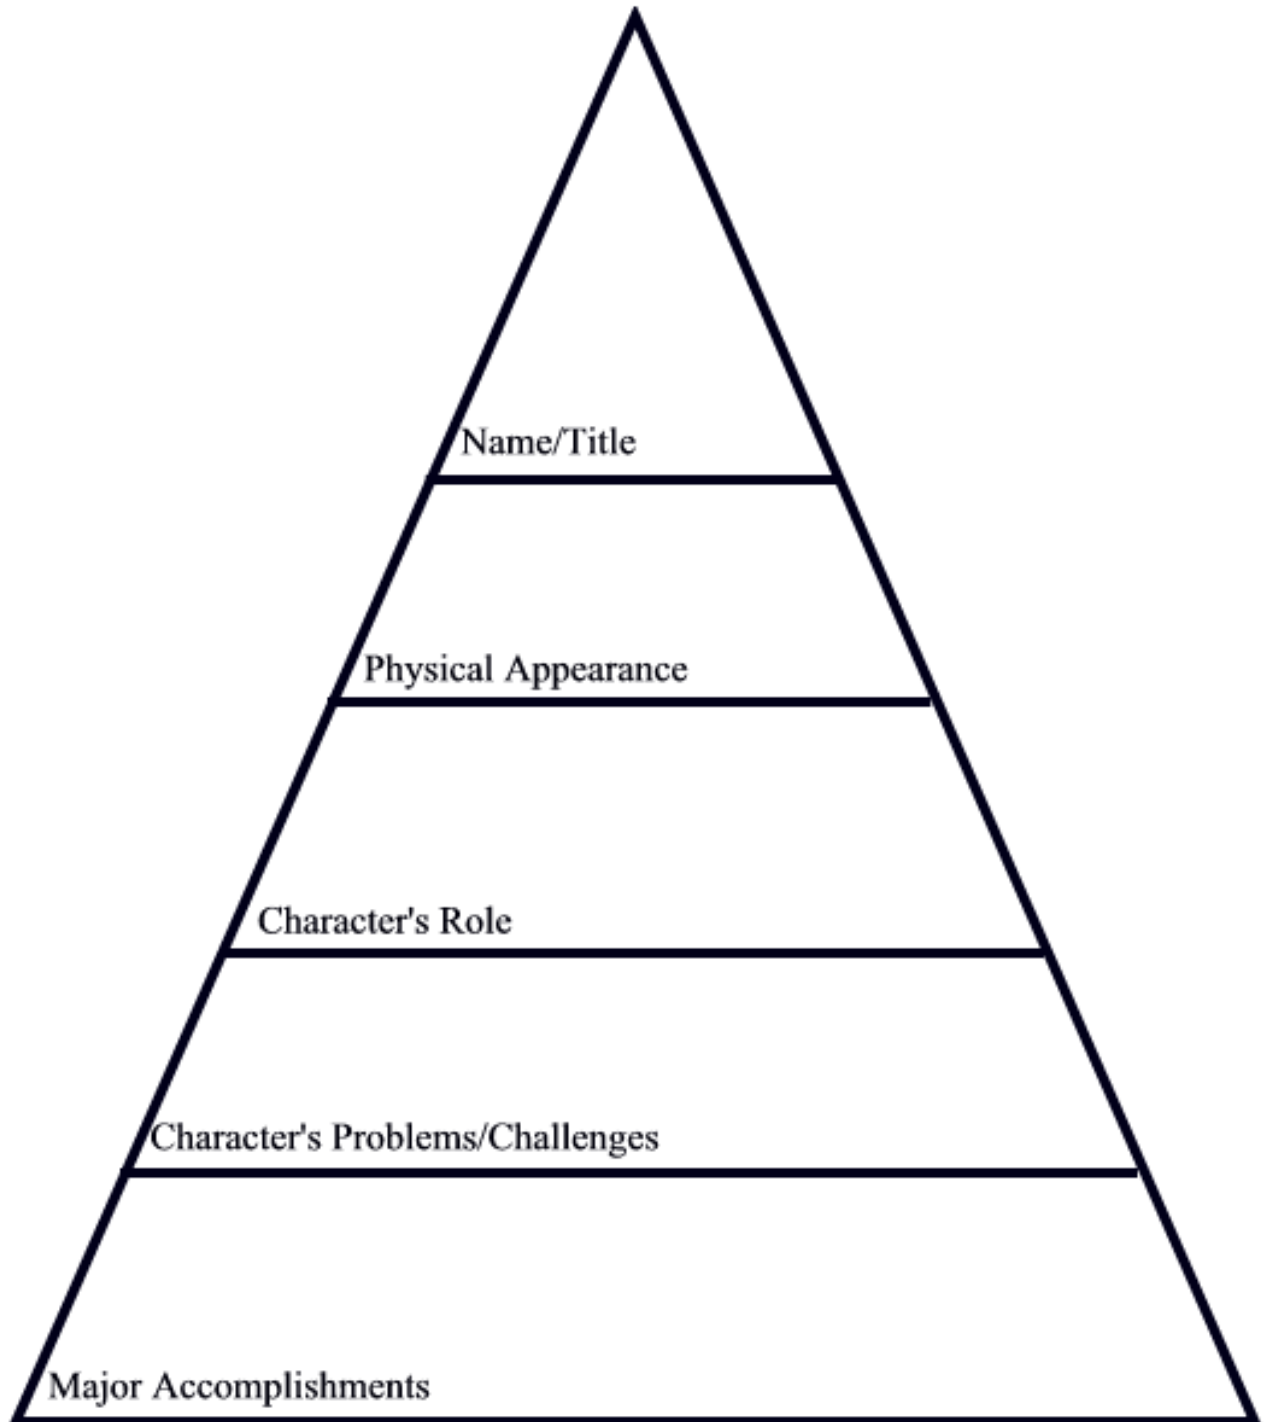 Name/Title
Physical Appearance
Character's Role
Character's Problems/Challenges
Major Accomplishments